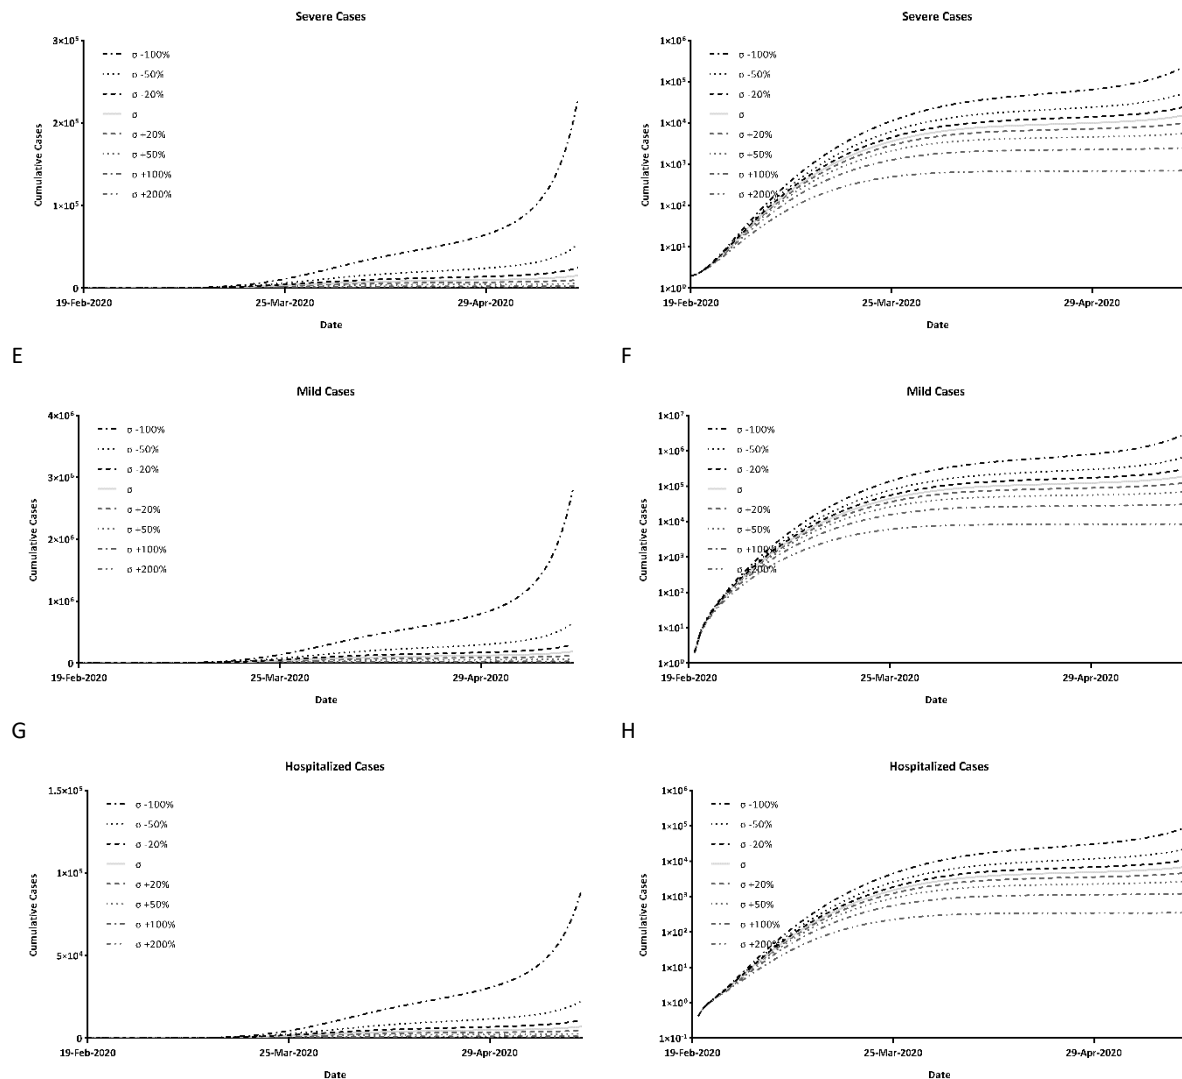 Severe Cases
3×10⁵
2×10⁵
1×10⁵
0
Cumulative Cases
σ -100%
σ -50%
σ -20%
σ
σ +20%
σ +50%
σ +100%
σ +200%
19-Feb-2020
25-Mar-2020
29-Apr-2020
Date
Severe Cases
1×10⁶
1×10⁵
1×10⁴
1×10³
1×10²
1×10¹
1×10⁰
Cumulative Cases
σ -100%
σ -50%
σ -20%
σ
σ +20%
σ +50%
σ +100%
σ +200%
19-Feb-2020
25-Mar-2020
29-Apr-2020
Date
E
Mild Cases
4×10⁶
3×10⁶
2×10⁶
1×10⁶
0
Cumulative Cases
σ -100%
σ -50%
σ -20%
σ
σ +20%
σ +50%
σ +100%
σ +200%
19-Feb-2020
25-Mar-2020
29-Apr-2020
Date
F
Mild Cases
1×10⁷
1×10⁶
1×10⁵
1×10⁴
1×10³
1×10²
1×10¹
1×10⁰
Cumulative Cases
σ -100%
σ -50%
σ -20%
σ
σ +20%
σ +50%
σ +100%
σ +200%
19-Feb-2020
25-Mar-2020
29-Apr-2020
Date
G
Hospitalized Cases
1.5×10⁵
1×10⁵
5×10⁴
0
Cumulative Cases
σ -100%
σ -50%
σ -20%
σ
σ +20%
σ +50%
σ +100%
σ +200%
19-Feb-2020
25-Mar-2020
29-Apr-2020
Date
H
Hospitalized Cases
1×10⁶
1×10⁵
1×10⁴
1×10³
1×10²
1×10¹
1×10⁰
1×10⁻¹
Cumulative Cases
σ -100%
σ -50%
σ -20%
σ
σ +20%
σ +50%
σ +100%
σ +200%
19-Feb-2020
25-Mar-2020
29-Apr-2020
Date